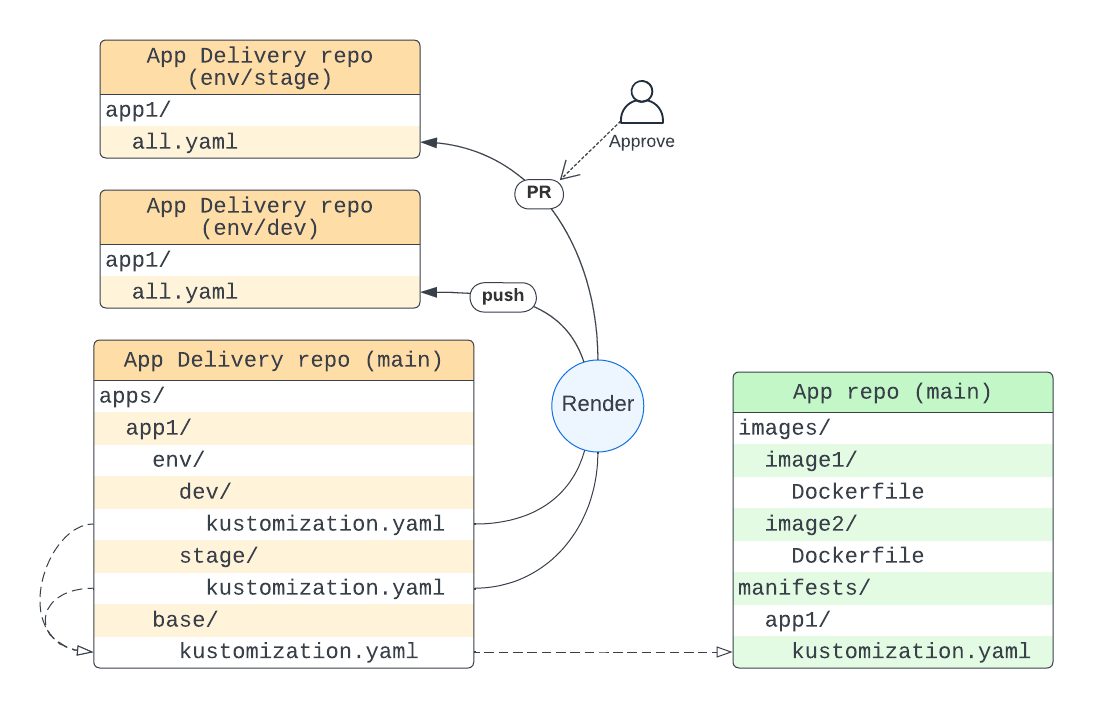 App Delivery repo
(env/stage)
app1/
all.yaml
Approve
PR
App Delivery repo
(env/dev)
app1/
all.yaml
push
App Delivery repo (main)
apps/
app1/
env/
dev/
kustomization.yaml
stage/
kustomization.yaml
base/
kustomization.yaml
Render
App repo (main)
images/
image1/
Dockerfile
image2/
Dockerfile
manifests/
app1/
kustomization.yaml